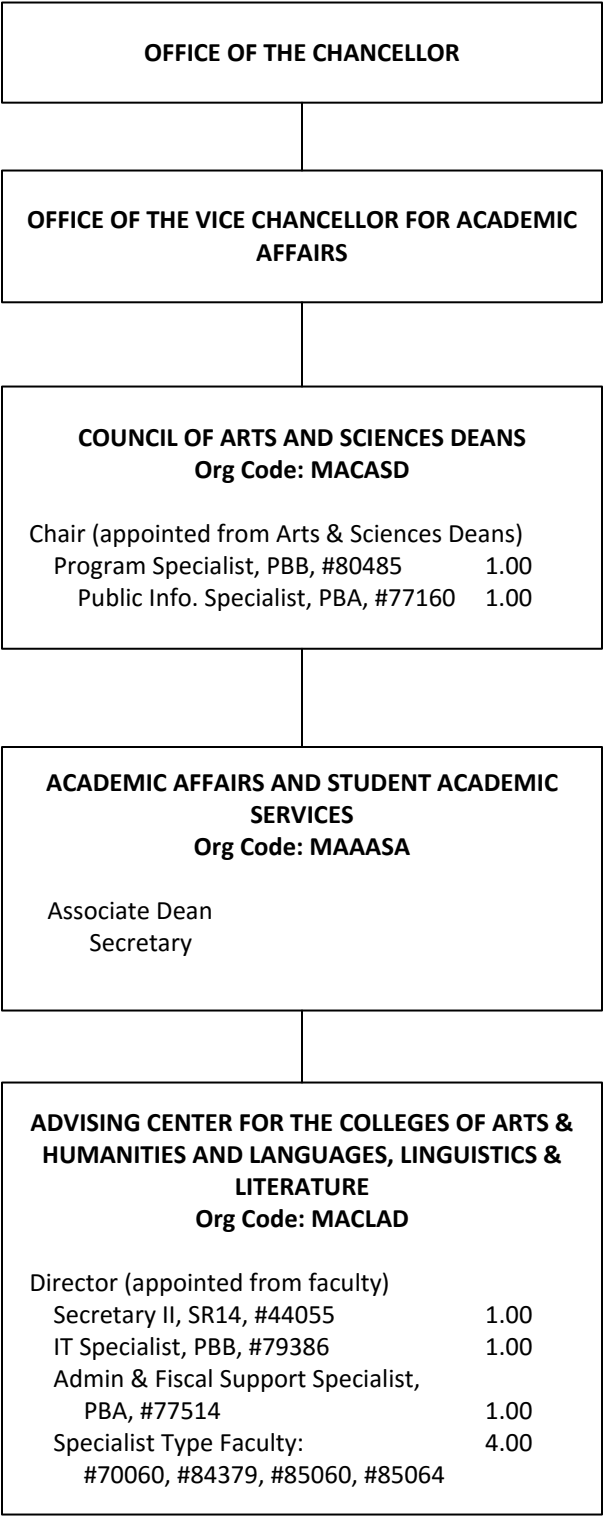 OFFICE OF THE CHANCELLOR
OFFICE OF THE VICE CHANCELLOR FOR ACADEMIC
AFFAIRS
COUNCIL OF ARTS AND SCIENCES DEANS
Org Code: MACASD
Chair (appointed from Arts & Sciences Deans)
Program Specialist, PBB, #80485 1.00
Public Info. Specialist, PBA, #77160 1.00
ACADEMIC AFFAIRS AND STUDENT ACADEMIC
SERVICES
Org Code: MAAASA
Associate Dean
Secretary
ADVISING CENTER FOR THE COLLEGES OF ARTS &
HUMANITIES AND LANGUAGES, LINGUISTICS &
LITERATURE
Org Code: MACLAD
Director (appointed from faculty)
Secretary II, SR14, #44055 1.00
IT Specialist, PBB, #79386 1.00
Admin & Fiscal Support Specialist,
PBA, #77514 1.00
Specialist Type Faculty: 4.00
#70060, #84379, #85060, #85064